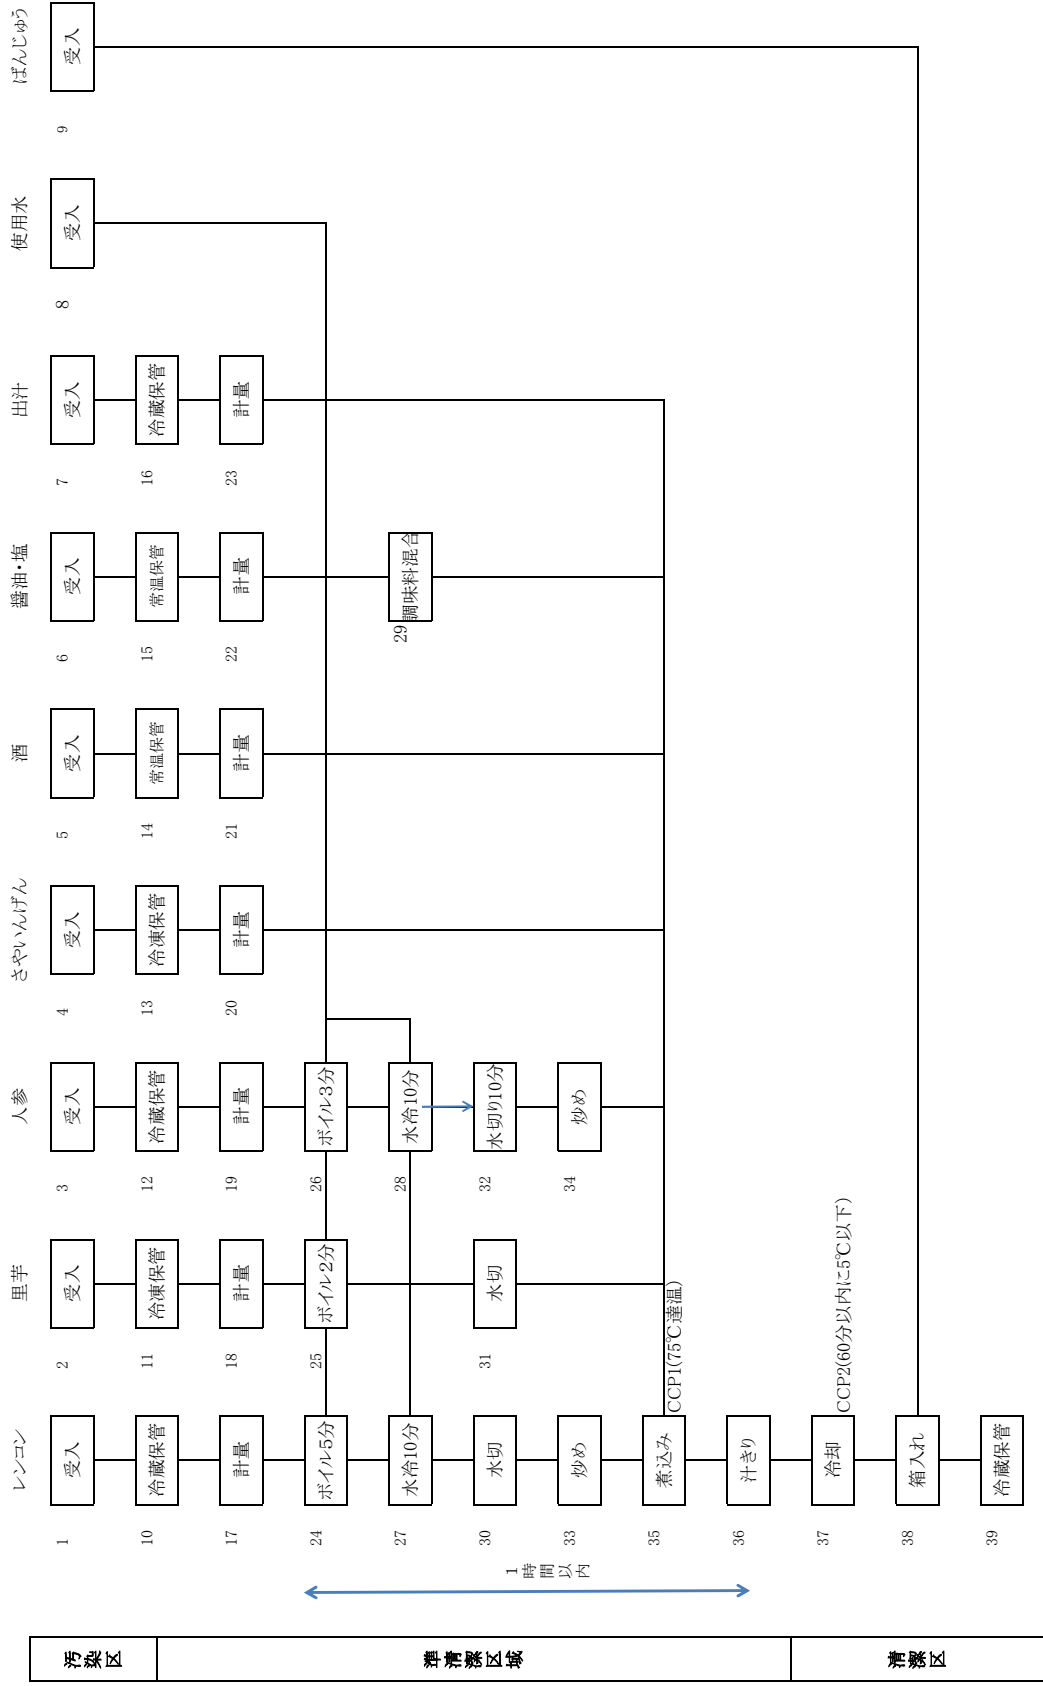 レンコン
里芋
人参
さやいんげん
酒
醤油・塩
出汁
使用水
ばんじゅう
1 受入
2 受入
3 受入
4 受入
5 受入
6 受入
7 受入
8 受入
9 受入
10 冷蔵保管
11 冷凍保管
12 冷蔵保管
13 冷凍保管
14 常温保管
15 常温保管
16 冷蔵保管
17 計量
18 計量
19 計量
20 計量
21 計量
22 計量
23 計量
24 ボイル5分
25 ボイル2分
26 ボイル3分
27 水冷10分
28 水冷10分
29 調味料混合
30 水切
31 水切
32 水切り10分
33 炒め
34 炒め
35 煮込み
CCP1(75℃達温)
36 汁きり
37 冷却
CCP2(60分以内に5℃以下)
38 箱入れ
39 冷蔵保管
1時間以内
汚染区
準清潔区域
清潔区